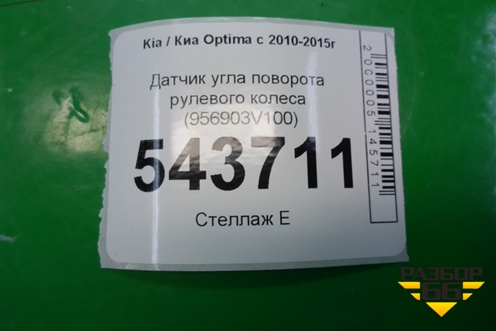 Kia / Киа Optima с 2010-2015г
Датчик угла поворота
рулевого колеса
(956903V100)
543711
Стеллаж Е
2000005145711
РАЗБОР
66